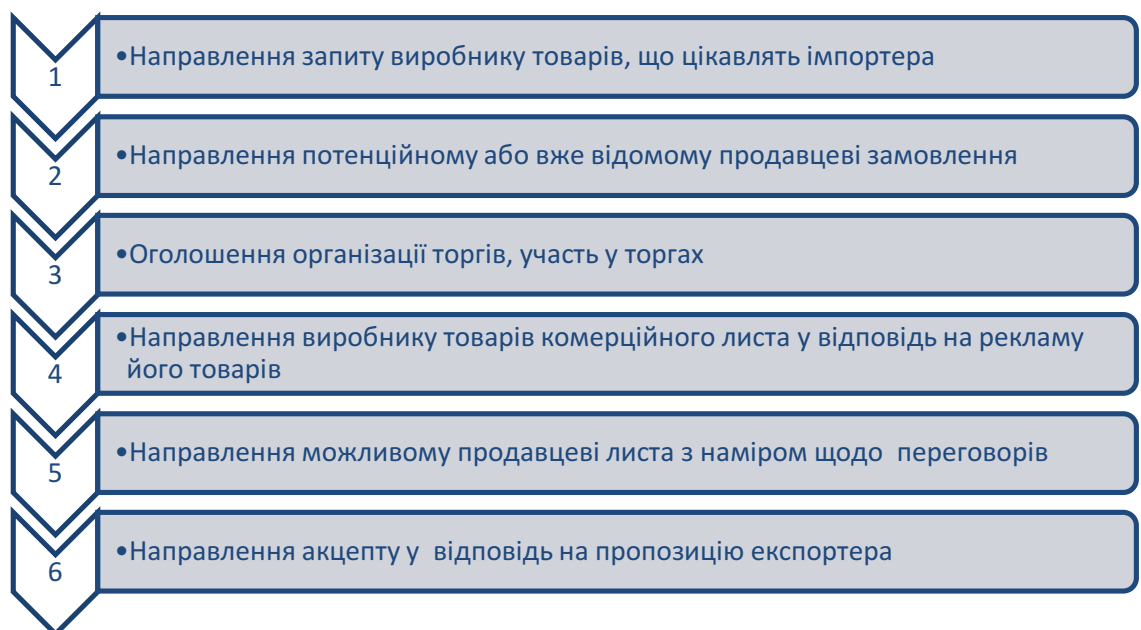 1
•Направлення запиту виробнику товарів, що цікавлять імпортера
2
•Направлення потенційному або вже відомому продавцеві замовлення
3
•Оголошення організації торгів, участь у торгах
4
•Направлення виробнику товарів комерційного листа у відповідь на рекламу
його товарів
5
•Направлення можливому продавцеві листа з наміром щодо  переговорів
6
•Направлення акцепту у  відповідь на пропозицію експортера